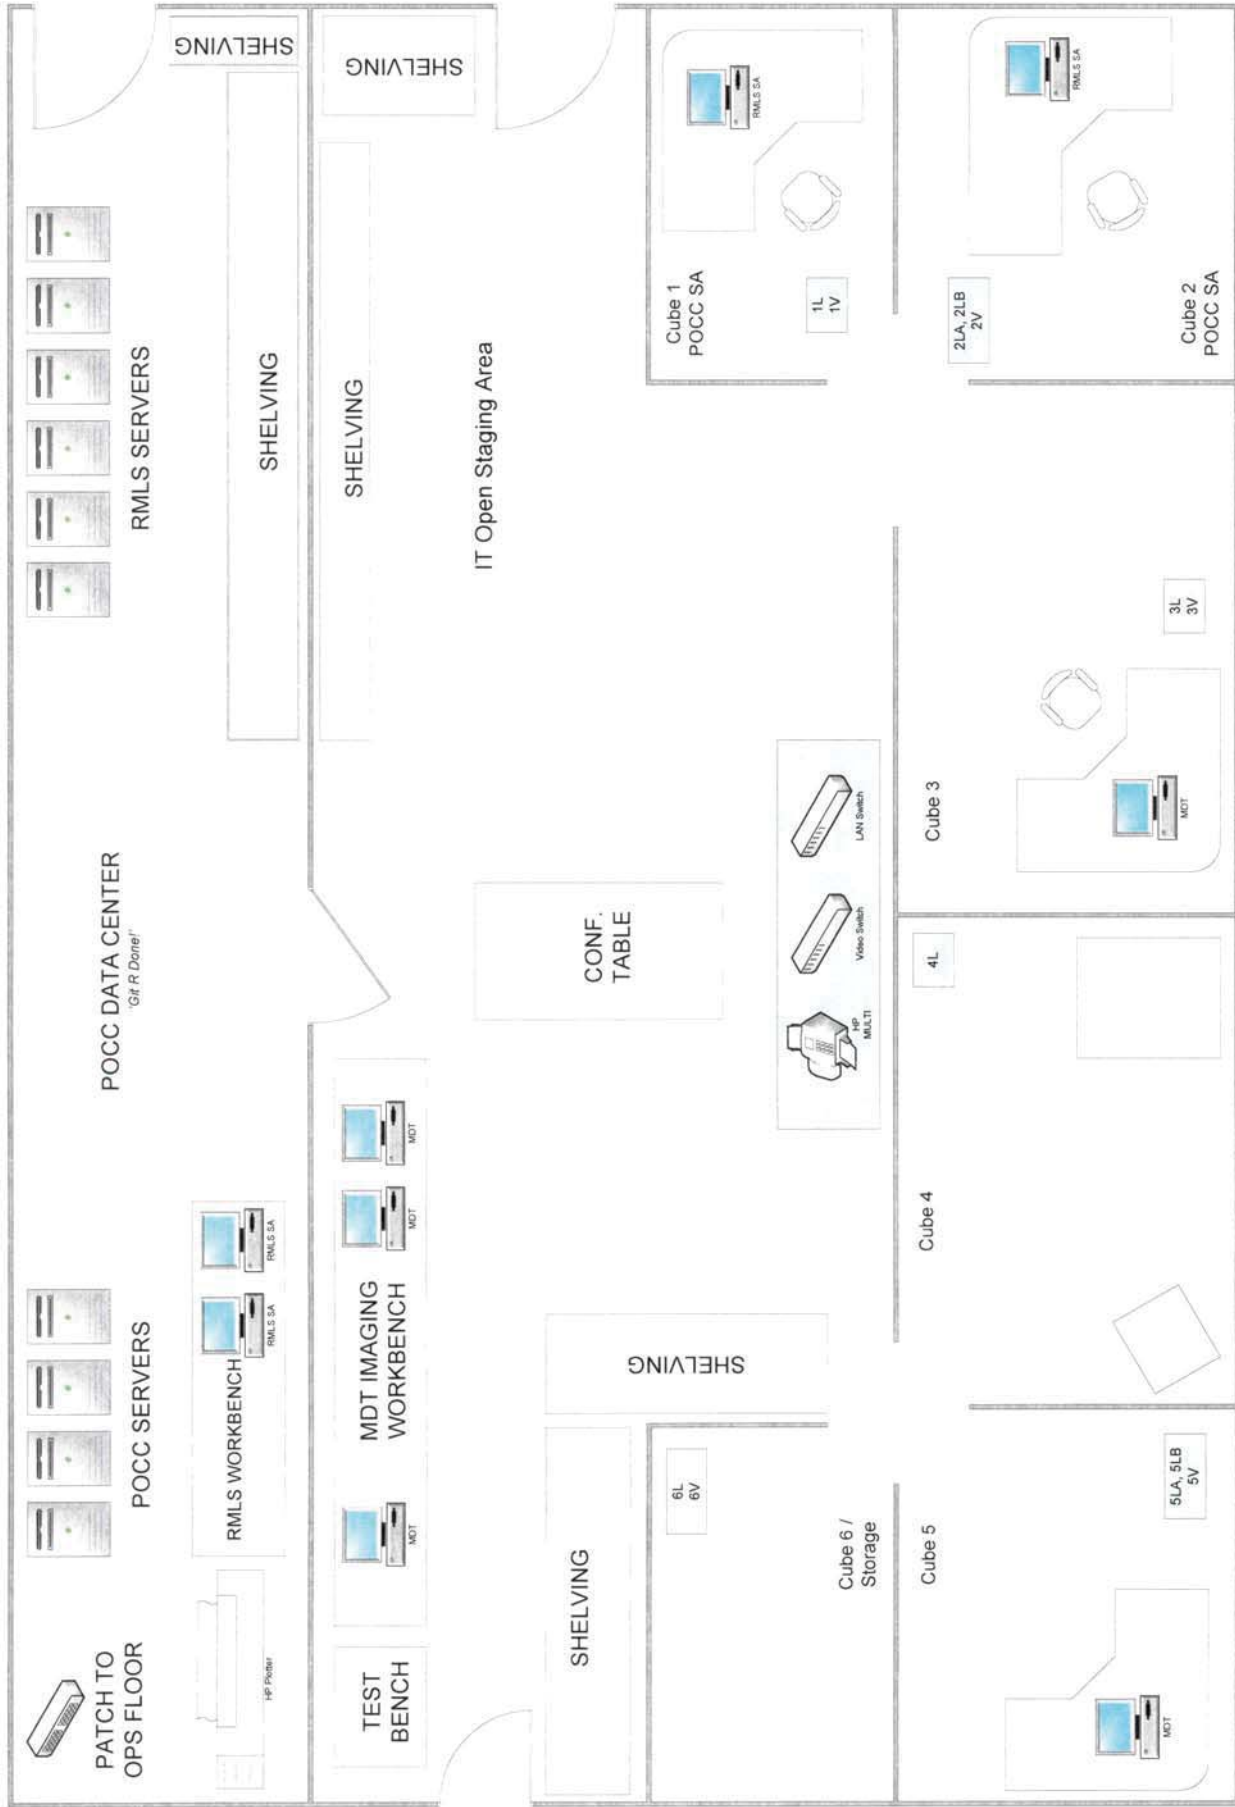 PATCH TO
OPS FLOOR
HP Plotter
POCC SERVERS
RMLS WORKBENCH
RMLS SA
RMLS SA
POCC DATA CENTER
'Git R Done!'
RMLS SERVERS
SHELVING
SHELVING
TEST
BENCH
MDT
MDT IMAGING
WORKBENCH
MDT
MDT
SHELVING
SHELVING
IT Open Staging Area
CONF.
TABLE
SHELVING
SHELVING
HP
MULTI
Video Switch
LAN Switch
Cube 1
POCC SA
1L
1V
RMLS SA
Cube 2
POCC SA
2LA, 2LB
2V
RMLS SA
Cube 3
3L
3V
MDT
Cube 4
4L
Cube 5
5LA, 5LB
5V
MDT
Cube 6 /
Storage
6L
6V